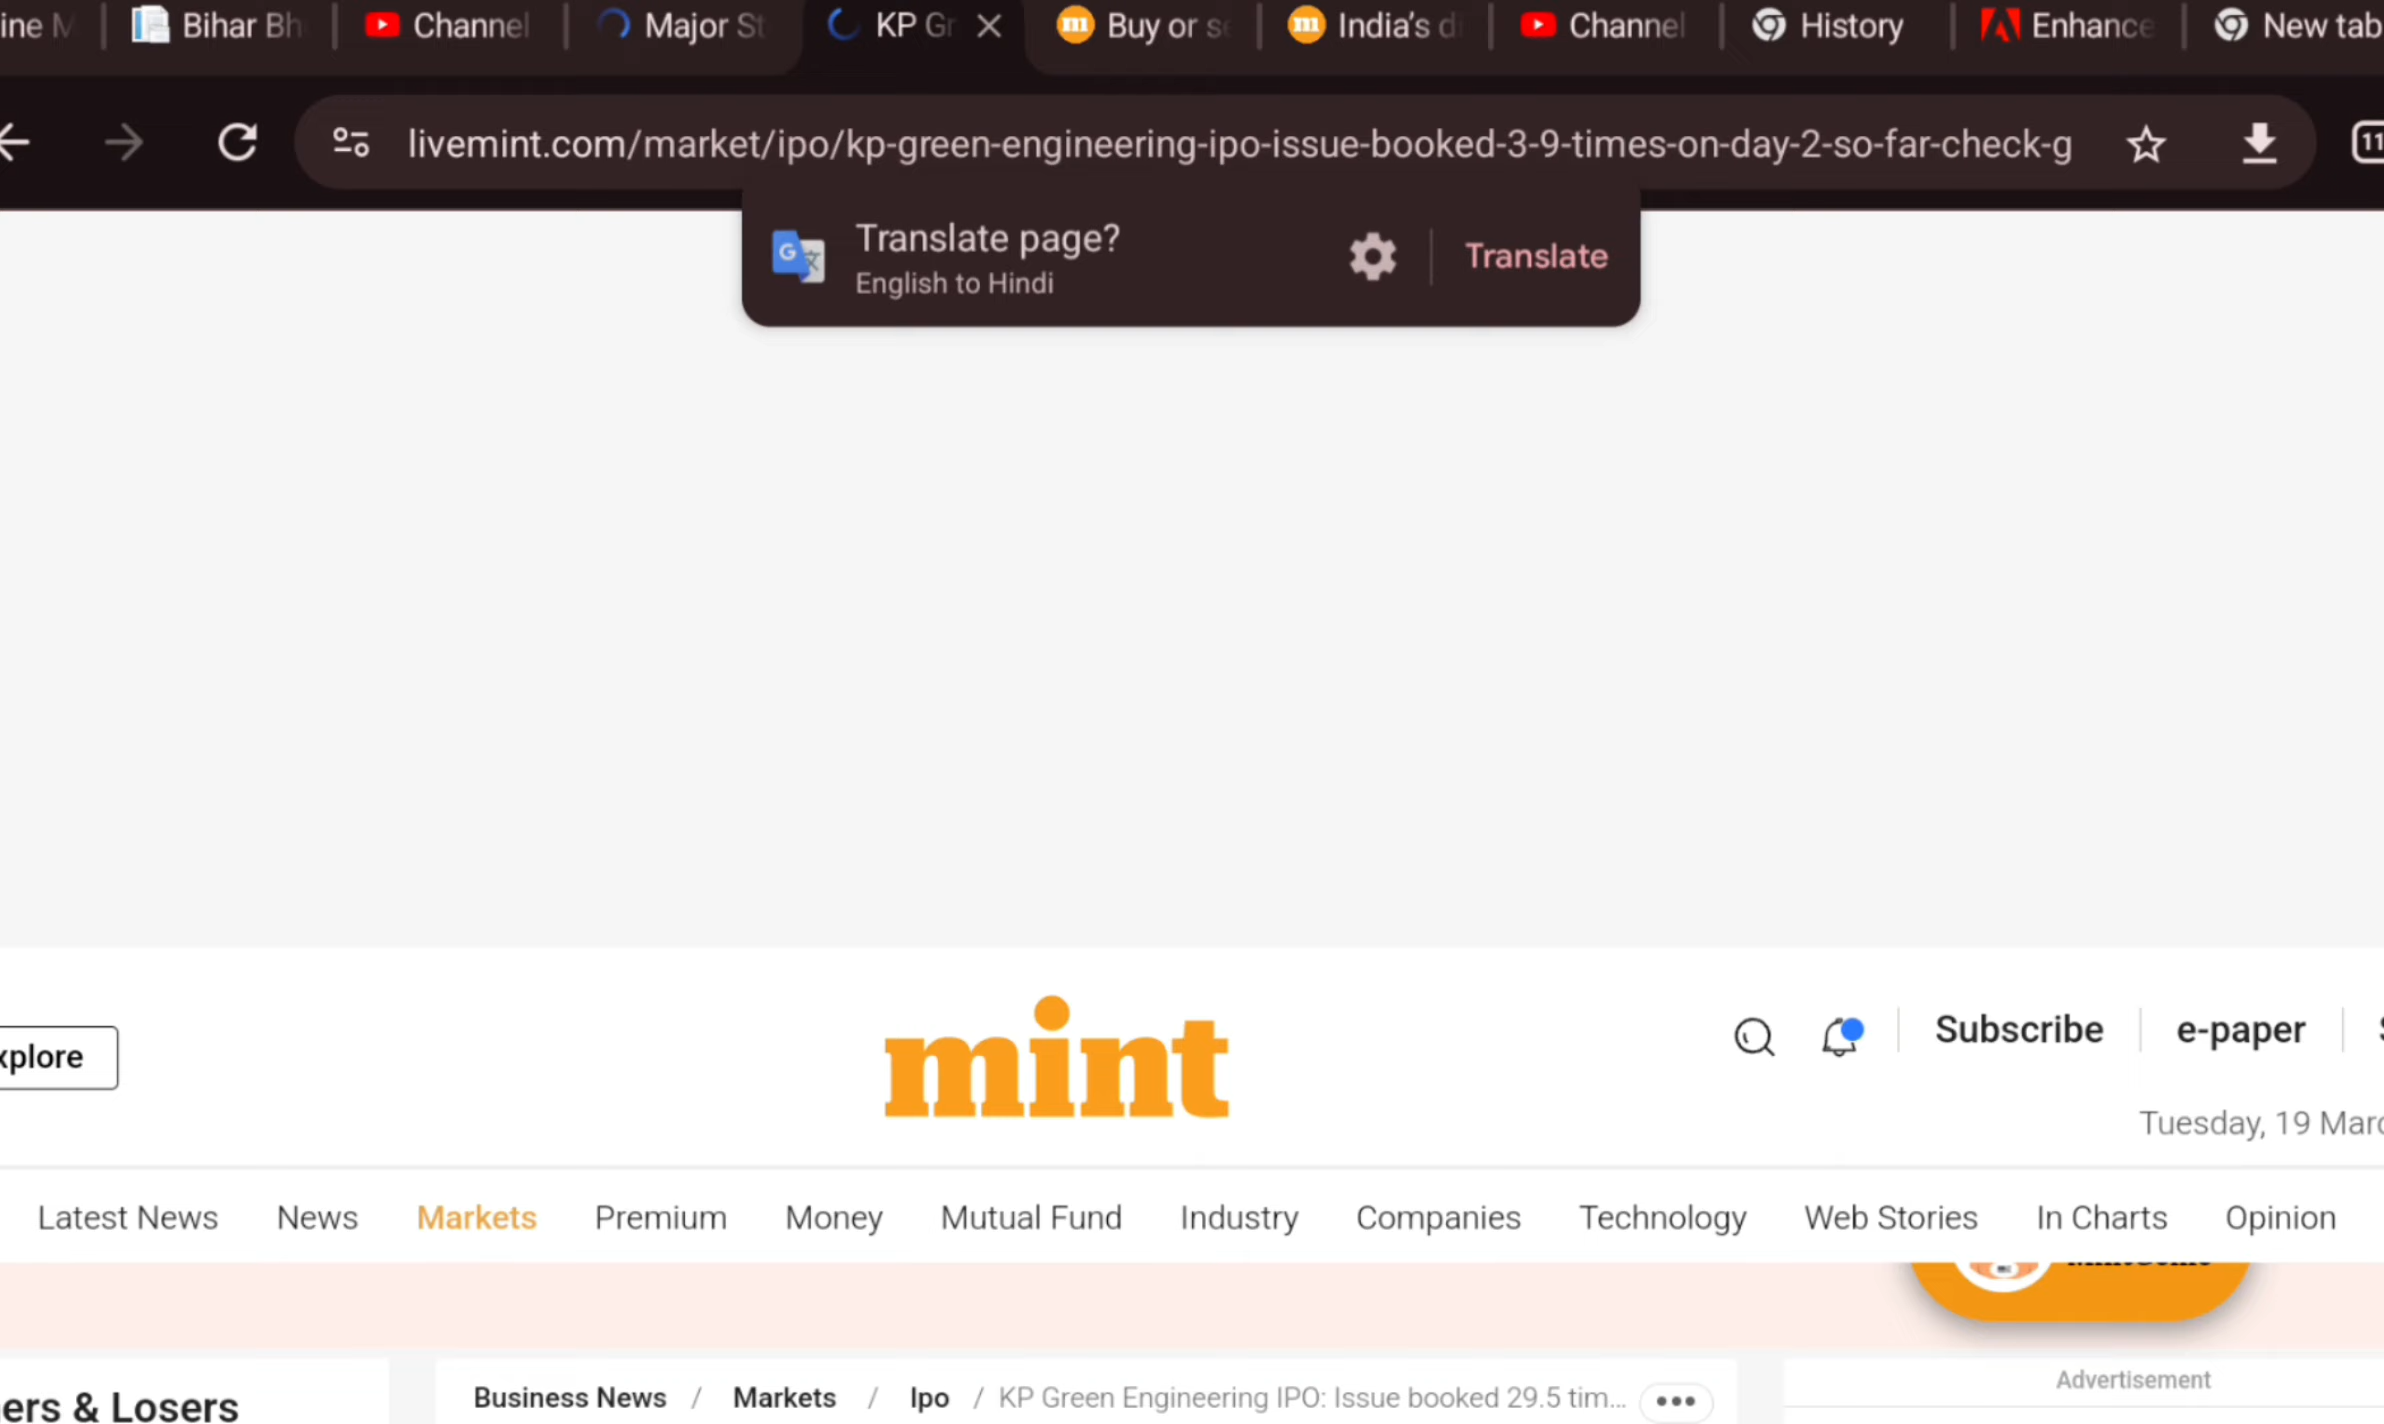 ine M Bihar Bh Channel Major St KP Gr Buy or se India's di Channel History Enhance New tab
livemint.com/market/ipo/kp-green-engineering-ipo-issue-booked-3-9-times-on-day-2-so-far-check-g 11
Translate page?
English to Hindi
Translate
xplore
mint
Subscribe e-paper
Tuesday, 19 Marc
Latest News News Markets Premium Money Mutual Fund Industry Companies Technology Web Stories In Charts Opinion
Advertisement
ers & Losers
Business News / Markets / Ipo / KP Green Engineering IPO: Issue booked 29.5 tim...